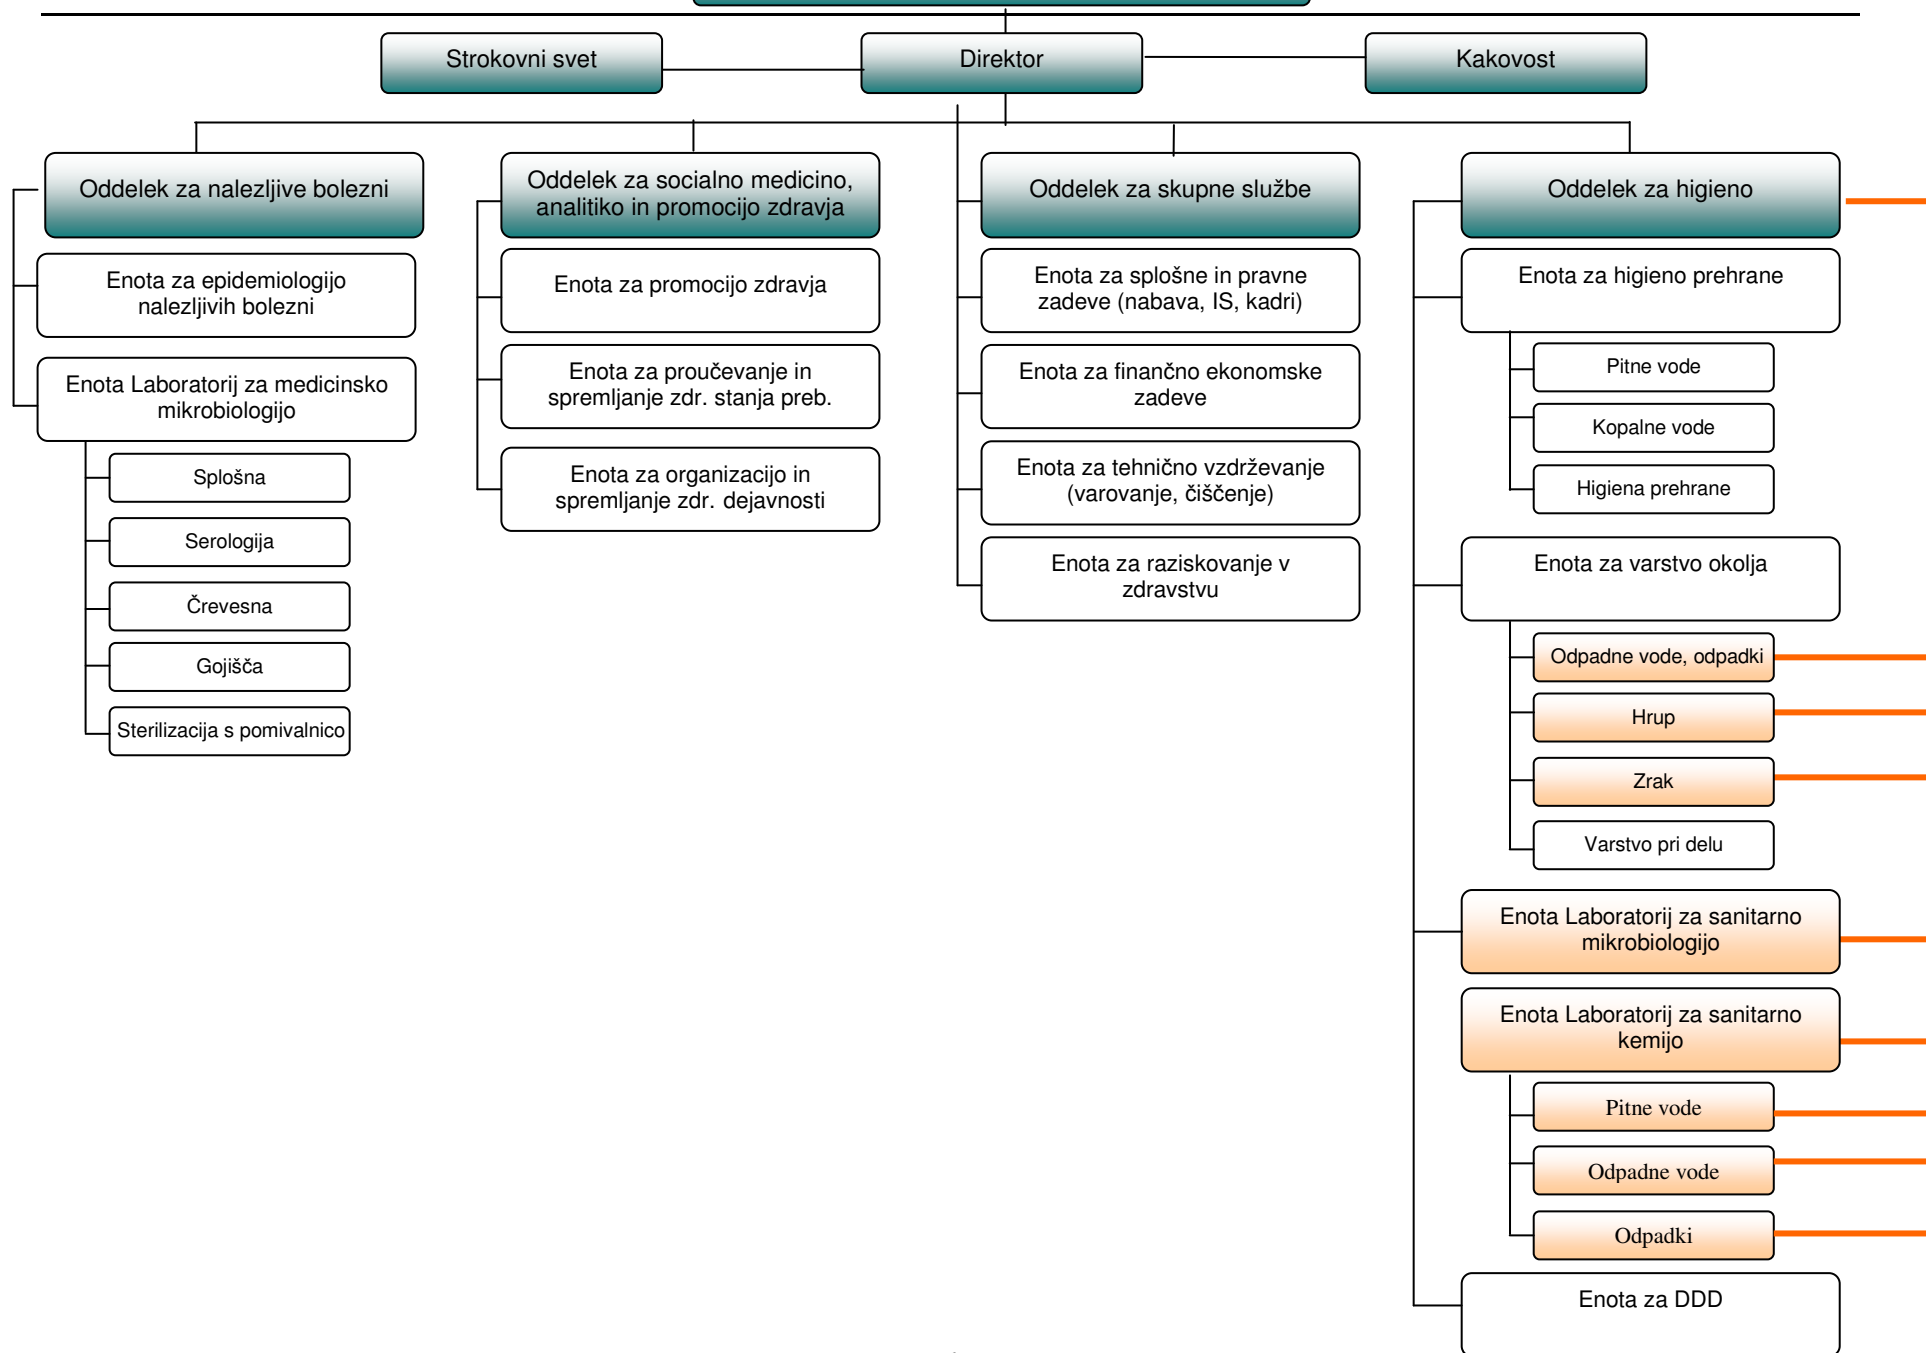 Strokovni svet
Direktor
Kakovost
Oddelek za nalezljive bolezni
Enota za epidemiologijo
nalezljivih bolezni
Enota Laboratorij za medicinsko
mikrobiologijo
Splošna
Serologija
Črevesna
Gojišča
Sterilizacija s pomivalnico
Oddelek za socialno medicino,
analitiko in promocijo zdravja
Enota za promocijo zdravja
Enota za proučevanje in
spremljanje zdr. stanja preb.
Enota za organizacijo in
spremljanje zdr. dejavnosti
Oddelek za skupne službe
Enota za splošne in pravne
zadeve (nabava, IS, kadri)
Enota za finančno ekonomske
zadeve
Enota za tehnično vzdrževanje
(varovanje, čiščenje)
Enota za raziskovanje v
zdravstvu
Oddelek za higieno
Enota za higieno prehrane
Pitne vode
Kopalne vode
Higiena prehrane
Enota za varstvo okolja
Odpadne vode, odpadki
Hrup
Zrak
Varstvo pri delu
Enota Laboratorij za sanitarno
mikrobiologijo
Enota Laboratorij za sanitarno
kemijo
Pitne vode
Odpadne vode
Odpadki
Enota za DDD